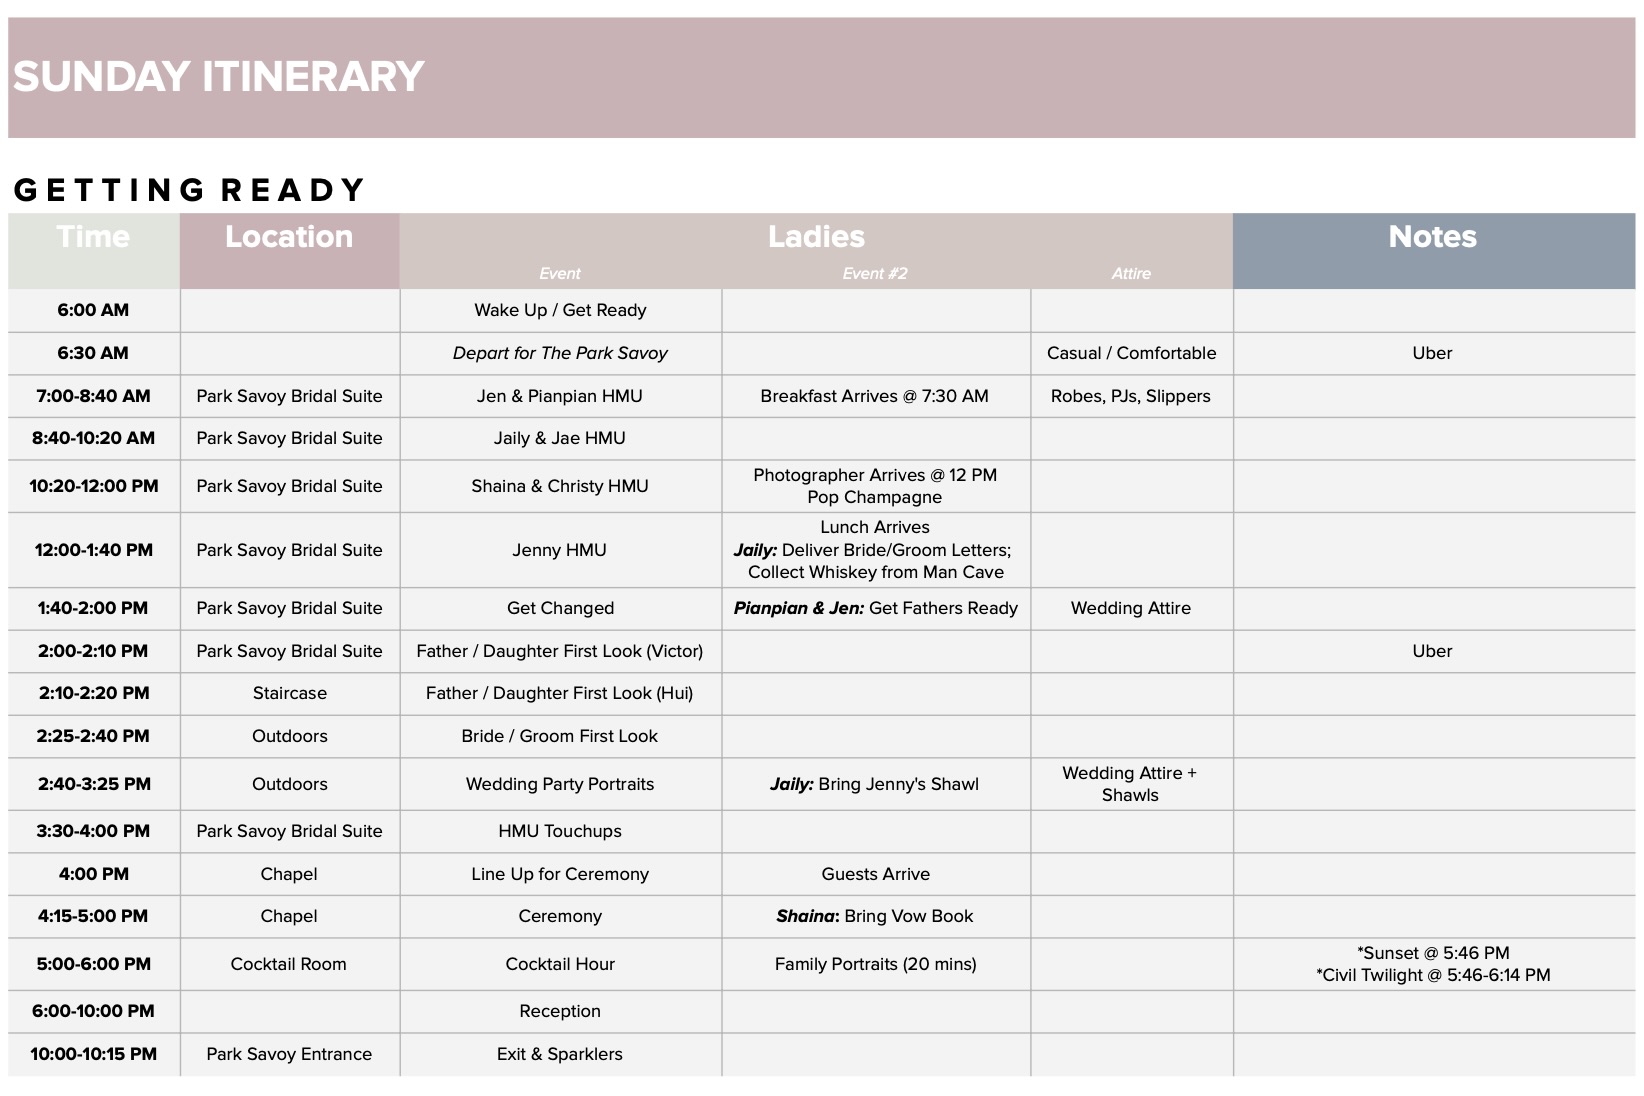 SUNDAY ITINERARY
GETTING READY
Time Location Ladies Notes
Event Event #2 Attire
6:00 AM Wake Up / Get Ready
6:30 AM Depart for The Park Savoy Casual / Comfortable Uber
7:00-8:40 AM Park Savoy Bridal Suite Jen & Pianpian HMU Breakfast Arrives @ 7:30 AM Robes, PJs, Slippers
8:40-10:20 AM Park Savoy Bridal Suite Jaily & Jae HMU
10:20-12:00 PM Park Savoy Bridal Suite Shaina & Christy HMU Photographer Arrives @ 12 PM
Pop Champagne
12:00-1:40 PM Park Savoy Bridal Suite Jenny HMU Lunch Arrives
Jaily: Deliver Bride/Groom Letters;
Collect Whiskey from Man Cave
1:40-2:00 PM Park Savoy Bridal Suite Get Changed Pianpian & Jen: Get Fathers Ready Wedding Attire
2:00-2:10 PM Park Savoy Bridal Suite Father / Daughter First Look (Victor) Uber
2:10-2:20 PM Staircase Father / Daughter First Look (Hui)
2:25-2:40 PM Outdoors Bride / Groom First Look
2:40-3:25 PM Outdoors Wedding Party Portraits Jaily: Bring Jenny's Shawl Wedding Attire +
Shawls
3:30-4:00 PM Park Savoy Bridal Suite HMU Touchups
4:00 PM Chapel Line Up for Ceremony Guests Arrive
4:15-5:00 PM Chapel Ceremony Shaina: Bring Vow Book
5:00-6:00 PM Cocktail Room Cocktail Hour Family Portraits (20 mins) *Sunset @ 5:46 PM
*Civil Twilight @ 5:46-6:14 PM
6:00-10:00 PM Reception
10:00-10:15 PM Park Savoy Entrance Exit & Sparklers